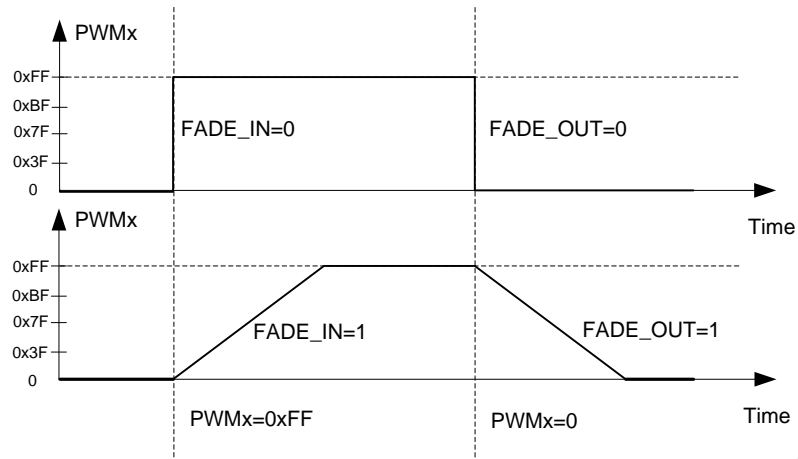 PWMx
0xFF
0xBF
0x7F
0x3F
0
FADE_IN=0
FADE_OUT=0
Time
PWMx
0xFF
0xBF
0x7F
0x3F
0
FADE_IN=1
FADE_OUT=1
Time
PWMx=0xFF
PWMx=0